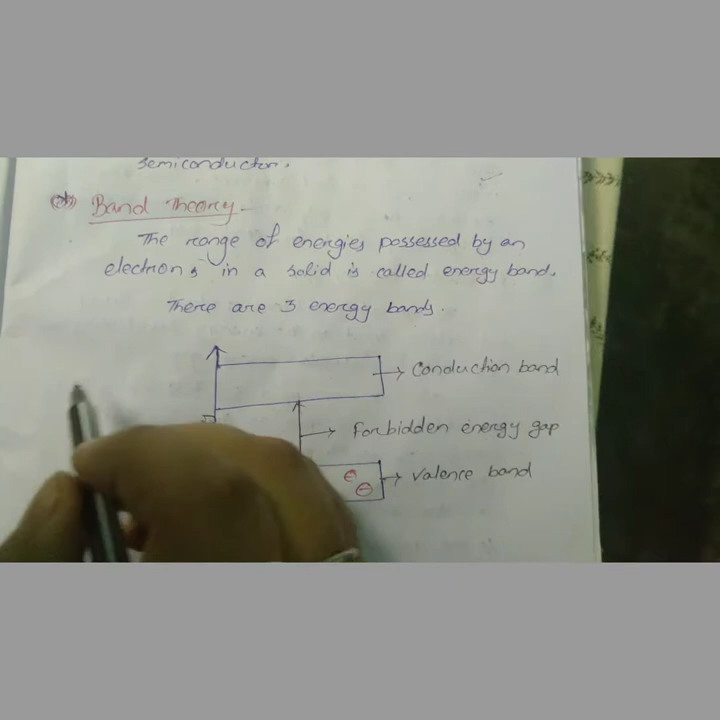 semiconductor.
Band Theory
The range of energies possessed by an
electrons in a solid is called energy band.
There are 3 energy bands.
Conduction band
forbidden energy gap
valence band